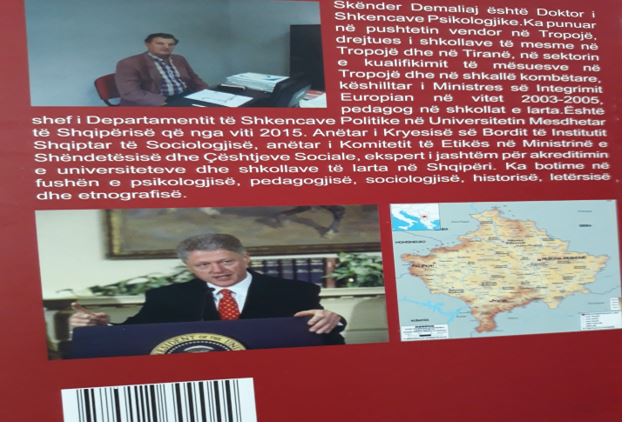 Skënder Demaliaj është Doktor i
Shkencave Psikologjike.Ka punuar
në pushtetin vendor në Tropojë,
drejtues i shkollave të mesme në
Tropojë dhe në Tiranë, në sektorin
e kualifikimit të mësuesve në
Tropojë dhe në shkallë kombëtare,
këshilltar i Ministres së Integrimit
Europian në vitet 2003-2005,
pedagog në shkollat e larta.Është
shef i Departamentit të Shkencave Politike në Universitetin Mesdhetar
të Shqipërisë që nga viti 2015. Anëtar i Kryesisë së Bordit të Institutit
Shqiptar të Sociologjisë, anëtar i Komitetit të Etikës në Ministrinë e
Shëndetësisë dhe Çështjeve Sociale, ekspert i jashtëm për akreditimin
e universiteteve dhe shkollave të larta në Shqipëri. Ka botime në
fushën e psikologjisë, pedagogjisë, sociologjisë, historisë, letërsisë
dhe etnografisë.